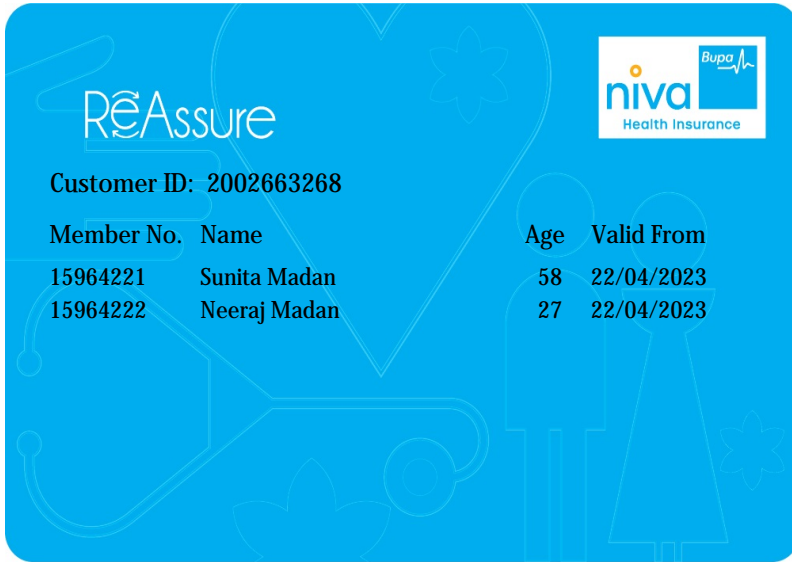 ReAssure
niva Bupa
Health Insurance
Customer ID: 2002663268
Member No. Name Age Valid From
15964221 Sunita Madan 58 22/04/2023
15964222 Neeraj Madan 27 22/04/2023